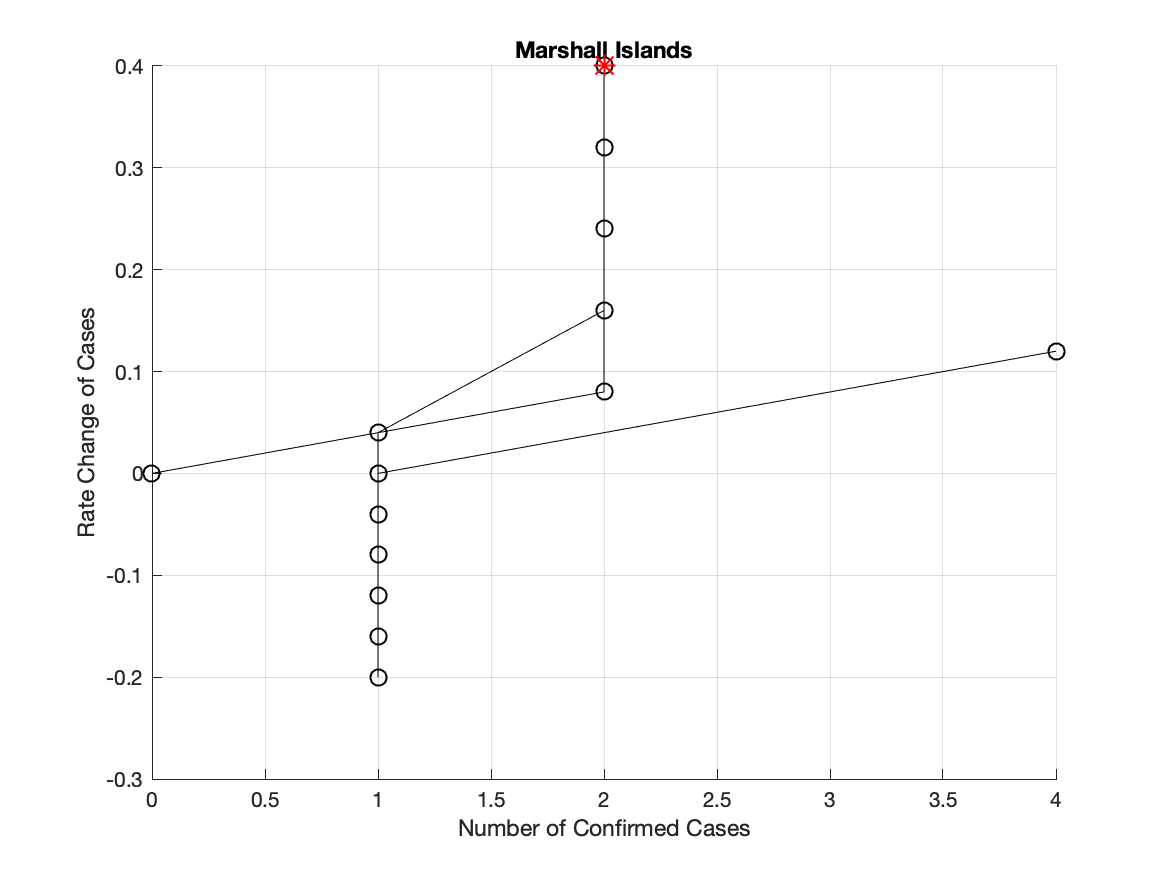 Marshall Islands
0.4
0.3
0.2
0.1
0
-0.1
-0.2
-0.3
Rate Change of Cases
0 0.5 1 1.5 2 2.5 3 3.5 4
Number of Confirmed Cases